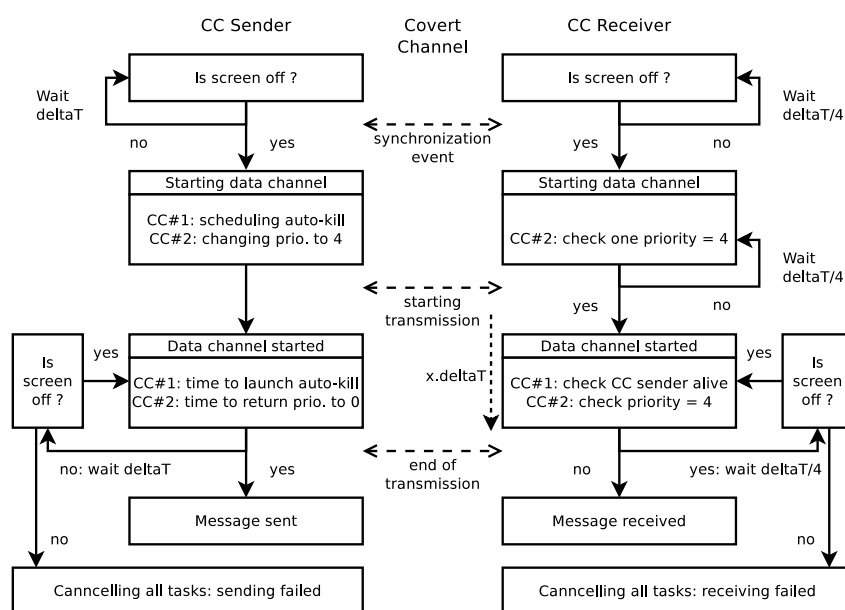 CC Sender
Covert
Channel
CC Receiver
Is screen off ?
Is screen off ?
Wait
deltaT
Wait
deltaT/4
no
yes
synchronization
event
yes
no
Starting data channel
Starting data channel
CC#1: scheduling auto-kill
CC#2: changing prio. to 4
CC#2: check one priority = 4
Wait
deltaT/4
starting
transmission
yes
no
Is
screen
off ?
yes
Data channel started
CC#1: time to launch auto-kill
CC#2: time to return prio. to 0
x.deltaT
Data channel started
CC#1: check CC sender alive
CC#2: check priority = 4
yes
Is
screen
off ?
no: wait deltaT
yes
end of
transmission
no
yes: wait deltaT/4
Message sent
Message received
no
no
Canncelling all tasks: sending failed
Canncelling all tasks: receiving failed